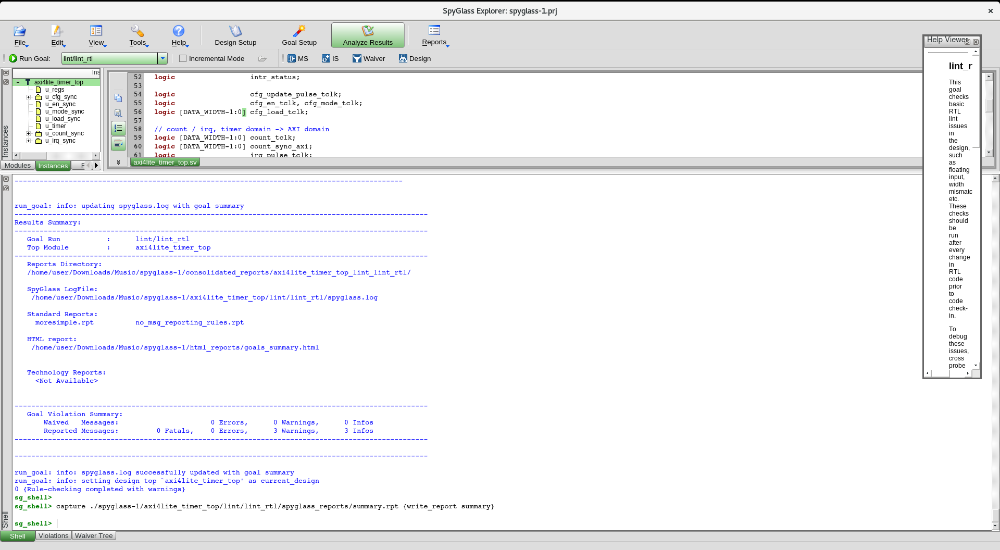 SpyGlass Explorer: spyglass-1.prj
File Edit View Tools Help Design Setup Goal Setup Analyze Results Reports
Run Goal: lint/lint_rtl Incremental Mode MS IS Waiver Design
Ins
axi4lite_timer_top
u_regs
u_cfg_sync
u_en_sync
u_mode_sync
u_load_sync
u_timer
u_count_sync
u_irq_sync
Instances
Modules Instances F
52 logic intr_status;
53
54 logic cfg_update_pulse_tclk;
55 logic cfg_en_tclk, cfg_mode_tclk;
56 logic [DATA_WIDTH-1:0] cfg_load_tclk;
57
58 // count / irq, timer domain -> AXI domain
59 logic [DATA_WIDTH-1:0] count_tclk;
60 logic [DATA_WIDTH-1:0] count_sync_axi;
61 logic irq_pulse_tclk;
axi4lite_timer_top.sv
Help Viewer
lint_r
This
goal
checks
basic
RTL
lint
issues
in
the
design,
such
as
floating
input,
width
mismatc
etc.
These
checks
should
be
run
after
every
change
in
RTL
code
prior
to
code
check-
in.
To
debug
these
issues,
cross
probe
---------------------------------------------------------------------------------------------
run_goal: info: updating spyglass.log with goal summary
---------------------------------------------------------------------------------------------------
Results Summary:
---------------------------------------------------------------------------------------------------
Goal Run : lint/lint_rtl
Top Module : axi4lite_timer_top
---------------------------------------------------------------------------------------------------
Reports Directory:
/home/user/Downloads/Music/spyglass-1/consolidated_reports/axi4lite_timer_top_lint_lint_rtl/
SpyGlass LogFile:
/home/user/Downloads/Music/spyglass-1/axi4lite_timer_top/lint/lint_rtl/spyglass.log
Standard Reports:
moresimple.rpt no_msg_reporting_rules.rpt
HTML report:
/home/user/Downloads/Music/spyglass-1/html_reports/goals_summary.html
Technology Reports:
<Not Available>
---------------------------------------------------------------------------------------------------
Goal Violation Summary:
Waived Messages: 0 Errors, 0 Warnings, 0 Infos
Reported Messages: 0 Fatals, 0 Errors, 3 Warnings, 3 Infos
---------------------------------------------------------------------------------------------------
---------------------------------------------------------------------------------------------------
run_goal: info: spyglass.log successfully updated with goal summary
run_goal: info: setting design top `axi4lite_timer_top' as current_design
0 {Rule-checking completed with warnings}
sg_shell>
sg_shell> capture ./spyglass-1/axi4lite_timer_top/lint/lint_rtl/spyglass_reports/summary.rpt {write_report summary}
sg_shell>
Shell
Shell Violations Waiver Tree